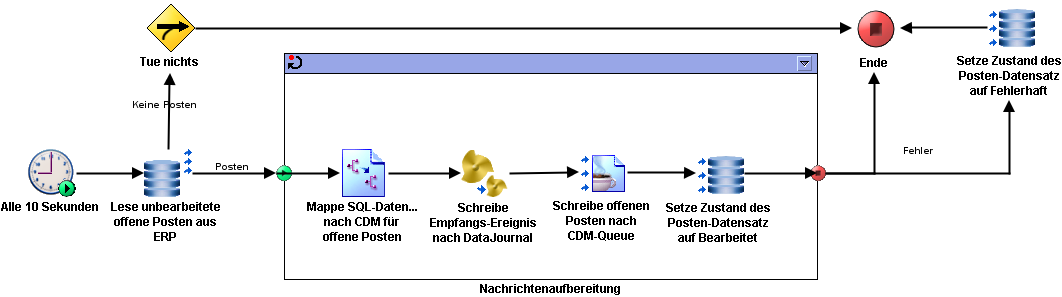 Tue nichts
Ende
Setze Zustand des
Posten-Datensatz
auf Fehlerhaft
Keine Posten
Posten
Fehler
Alle 10 Sekunden
Lese unbearbeitete
offene Posten aus
ERP
Mappe SQL-Daten...
nach CDM für
offene Posten
Schreibe
Empfangs-Ereignis
nach DataJournal
Schreibe offenen
Posten nach
CDM-Queue
Setze Zustand des
Posten-Datensatz
auf Bearbeitet
Nachrichtenaufbereitung